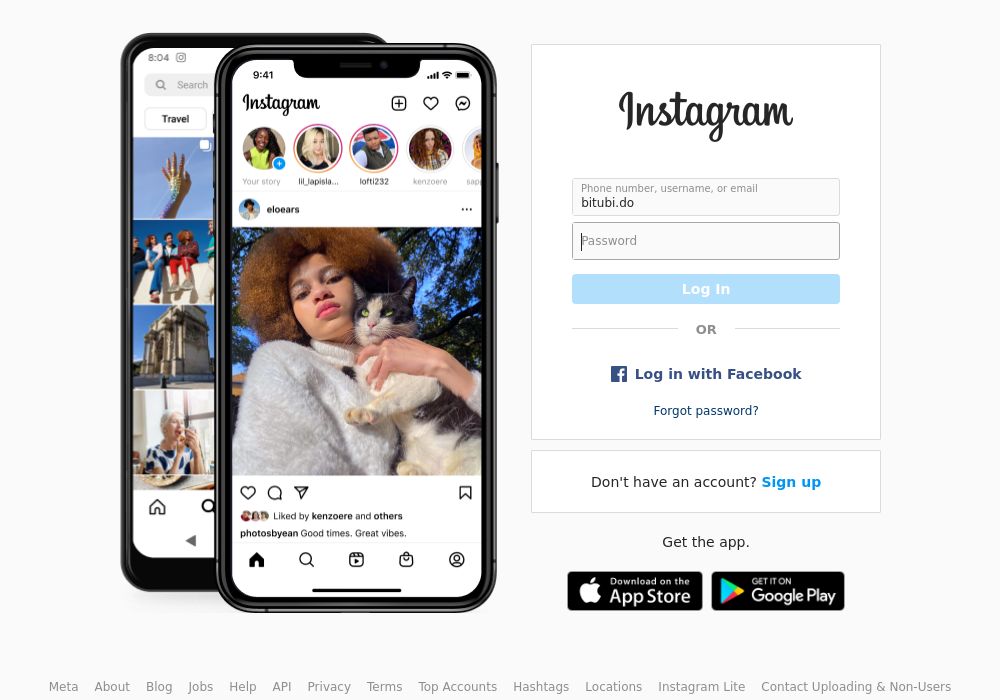 8:04
Search
Travel
9:41
Instagram
Your story
lil_lapisla...
lofti232
kenzoere
sap
eloears
Liked by kenzoere and others
photosbyean Good times. Great vibes.
Instagram
Phone number, username, or email
bitubi.do
Password
Log In
OR
Log in with Facebook
Forgot password?
Don't have an account? Sign up
Get the app.
Download on the
App Store
GET IT ON
Google Play
Meta About Blog Jobs Help API Privacy Terms Top Accounts Hashtags Locations Instagram Lite Contact Uploading & Non-Users